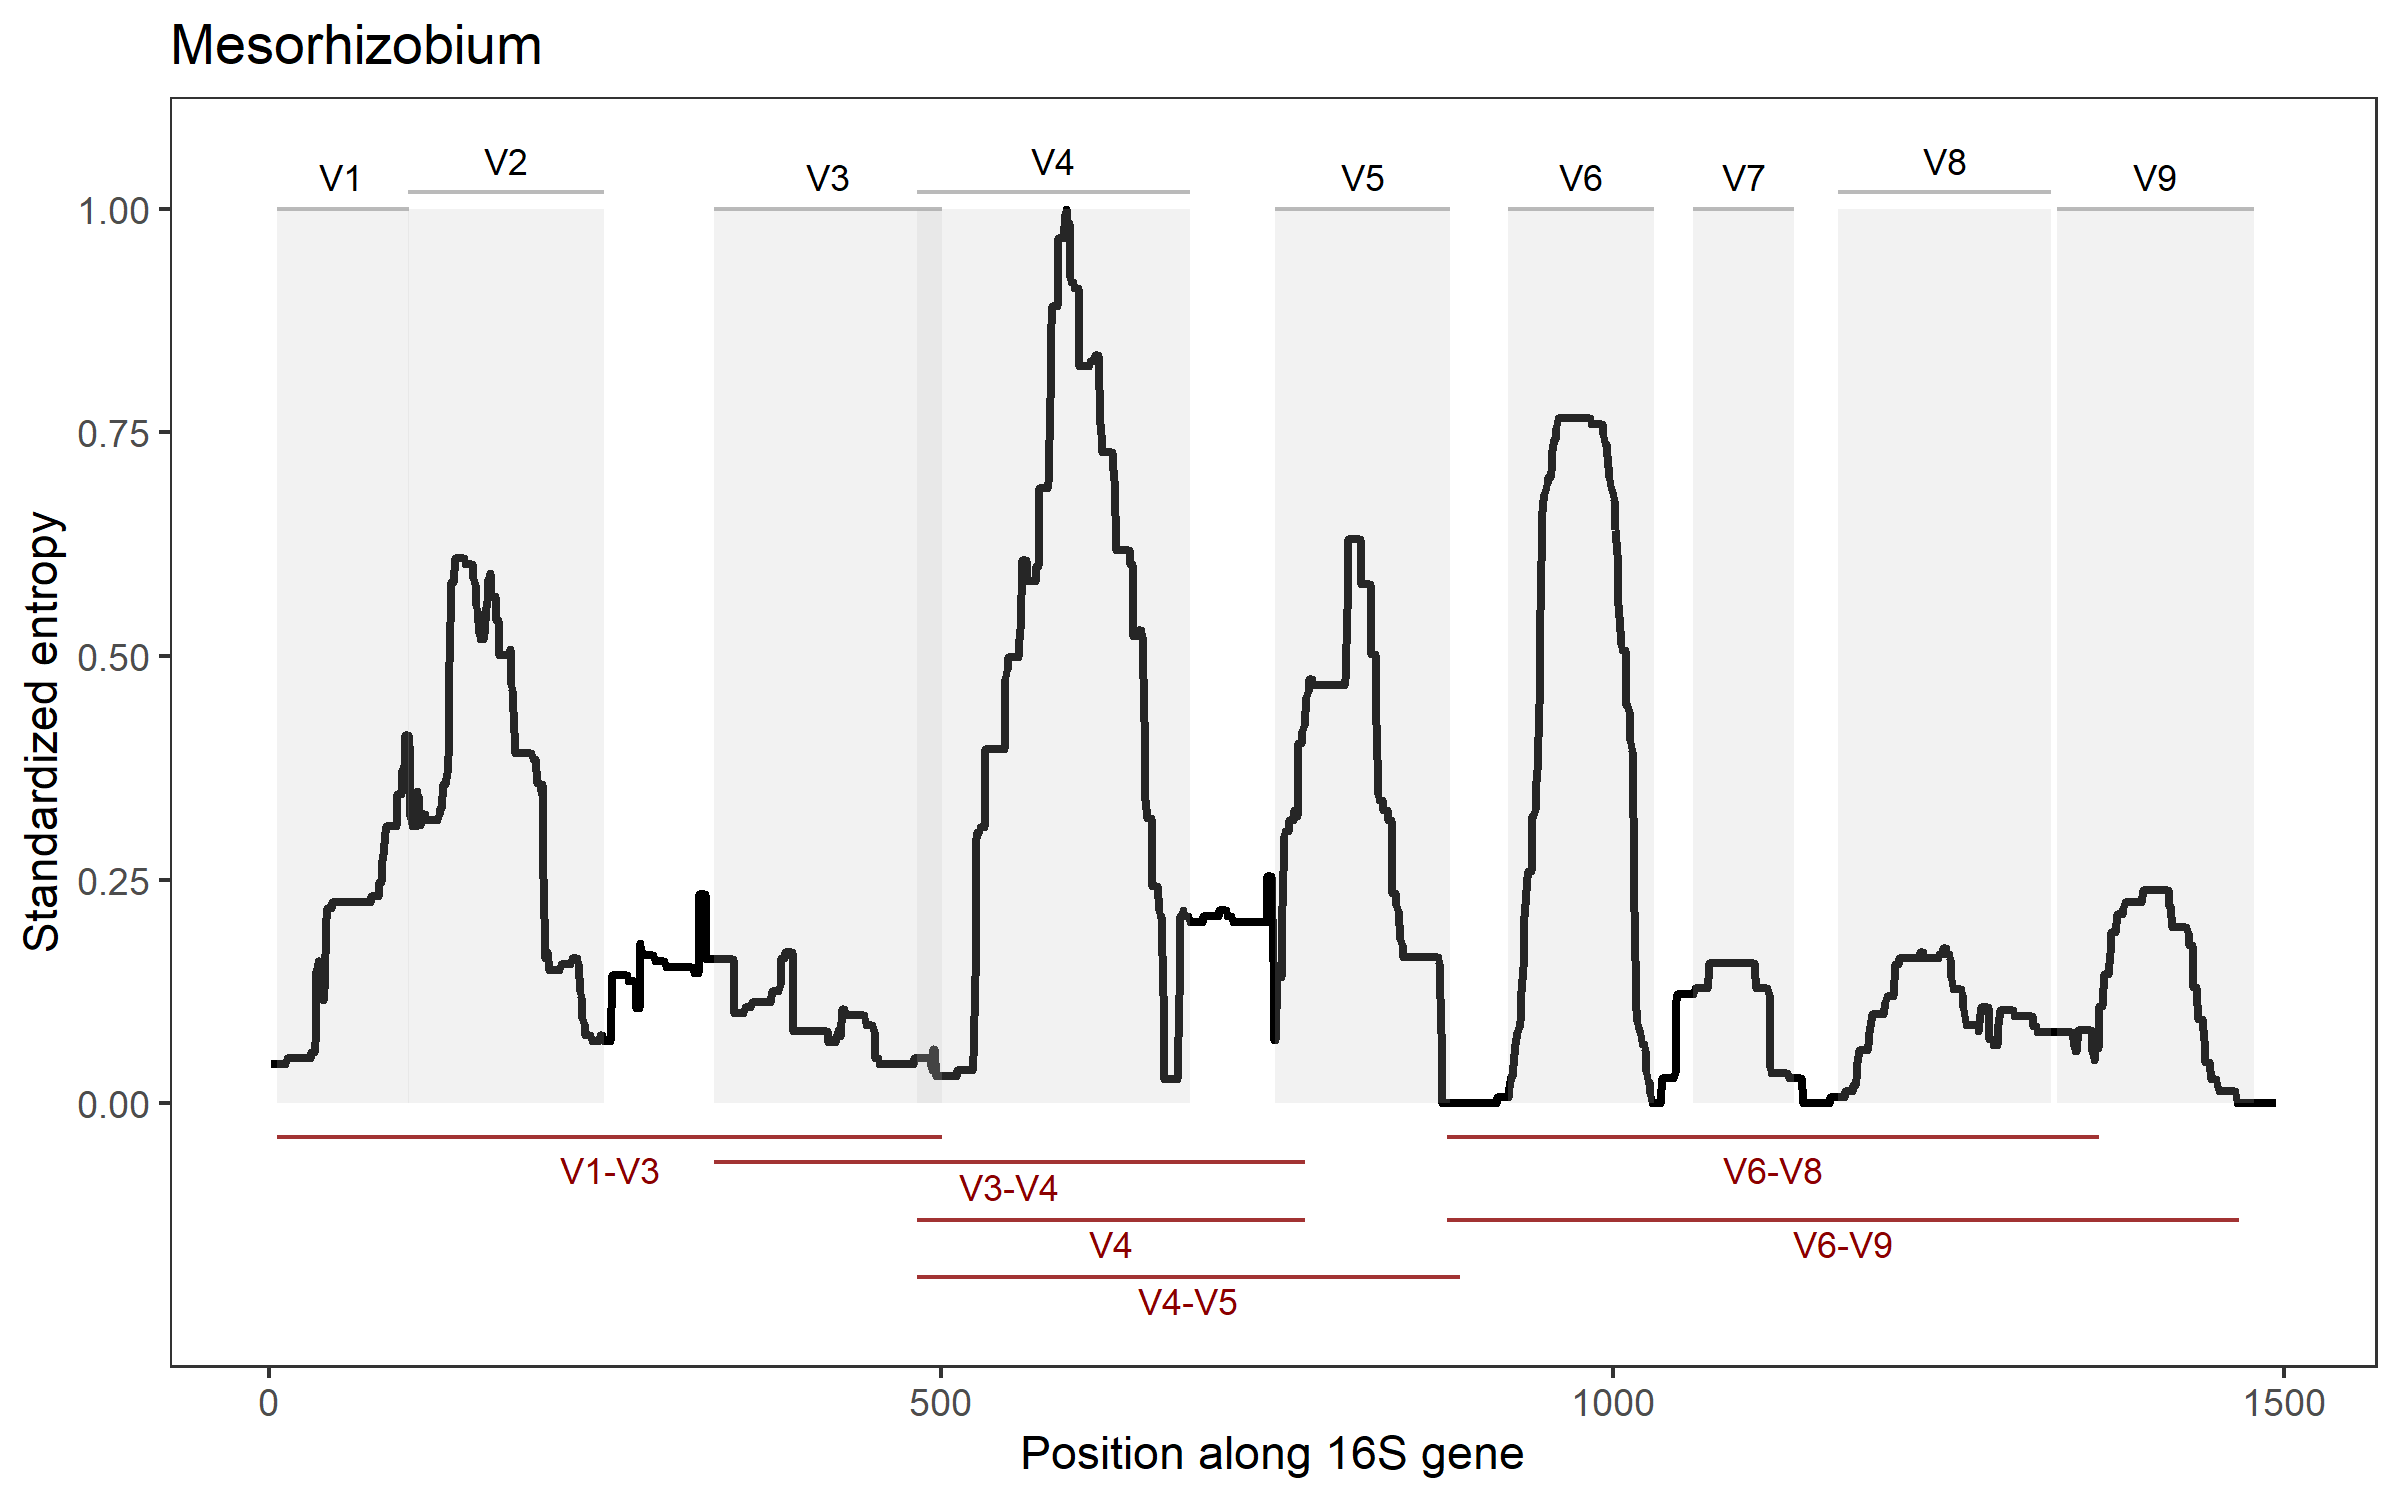 Mesorhizobium
V1
V2
V3
V4
V5
V6
V7
V8
V9
1.00
0.75
0.50
0.25
0.00
Standardized entropy
V1-V3
V3-V4
V4
V4-V5
V6-V8
V6-V9
0
500
1000
1500
Position along 16S gene